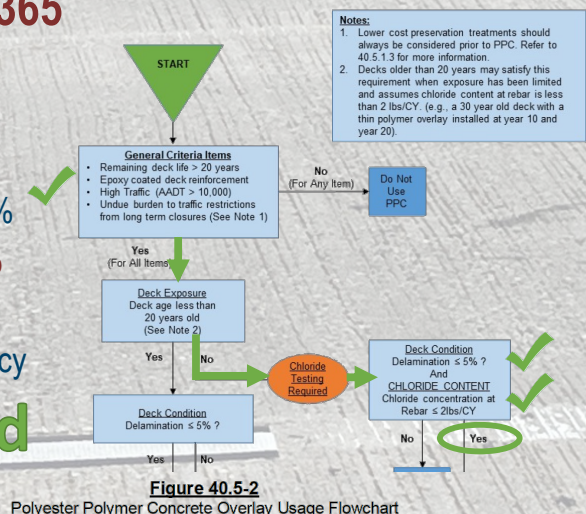 365
Notes:
1. Lower cost preservation treatments should
always be considered prior to PPC. Refer to
40.5.1.3 for more information.
2. Decks older than 20 years may satisfy this
requirement when exposure has been limited
and assumes chloride content at rebar is less
than 2 lbs/CY. (e.g., a 30 year old deck with a
thin polymer overlay installed at year 10 and
year 20).
START
General Criteria Items
• Remaining deck life > 20 years
• Epoxy coated deck reinforcement
• High Traffic (AADT > 10,000)
• Undue burden to traffic restrictions
from long term closures (See Note 1)
No
(For Any Item)
Do Not
Use
PPC
%
Yes
(For All Items)
Deck Exposure
Deck age less than
20 years old
(See Note 2)
cy
Yes
No
Chloride
Testing
Required
Deck Condition
Delamination ≤ 5% ?
And
CHLORIDE CONTENT
Chloride concentration at
Rebar ≤ 2lbs/CY
d
Deck Condition
Delamination ≤ 5% ?
No
Yes
Yes
No
Figure 40.5-2
Polyester Polymer Concrete Overlay Usage Flowchart